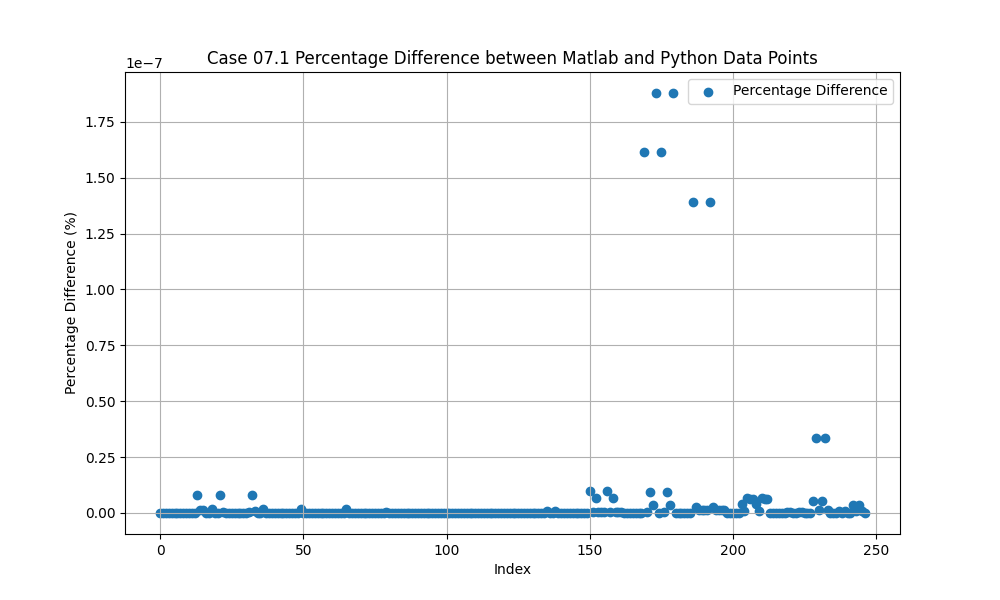 Case 07.1 Percentage Difference between Matlab and Python Data Points
1e−7
Percentage Difference
1.75
1.50
1.25
1.00
0.75
0.50
0.25
0.00
Percentage Difference (%)
0 50 100 150 200 250
Index